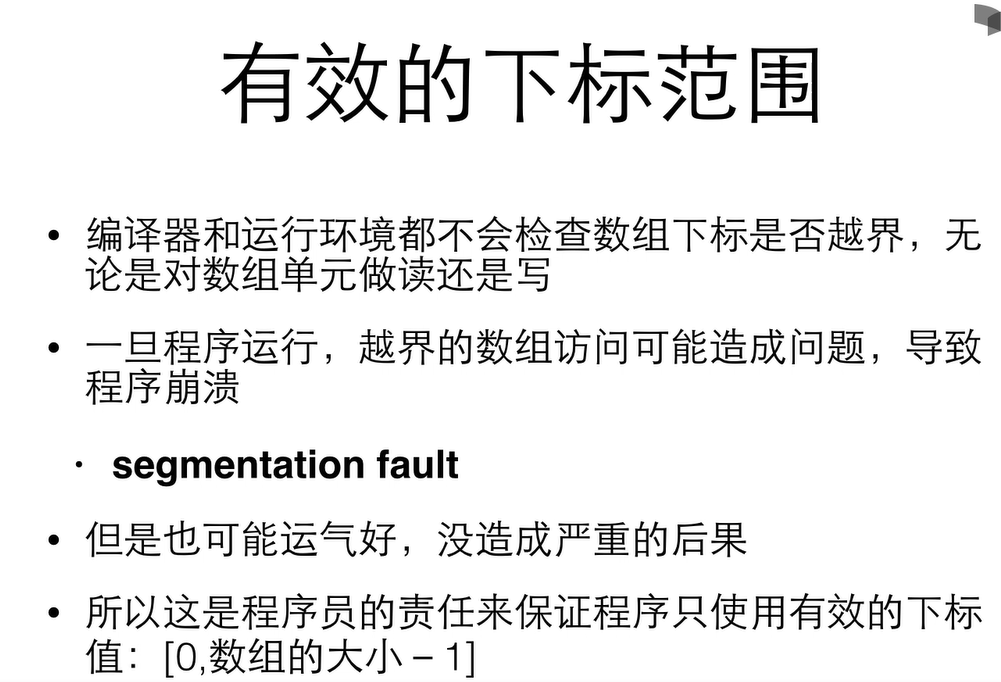 有效的下标范围
• 编译器和运行环境都不会检查数组下标是否越界，无
论是对数组单元做读还是写
• 一旦程序运行，越界的数组访问可能造成问题，导致
程序崩溃
• segmentation fault
• 但是也可能运气好，没造成严重的后果
• 所以这是程序员的责任来保证程序只使用有效的下标
值：[0,数组的大小 – 1]